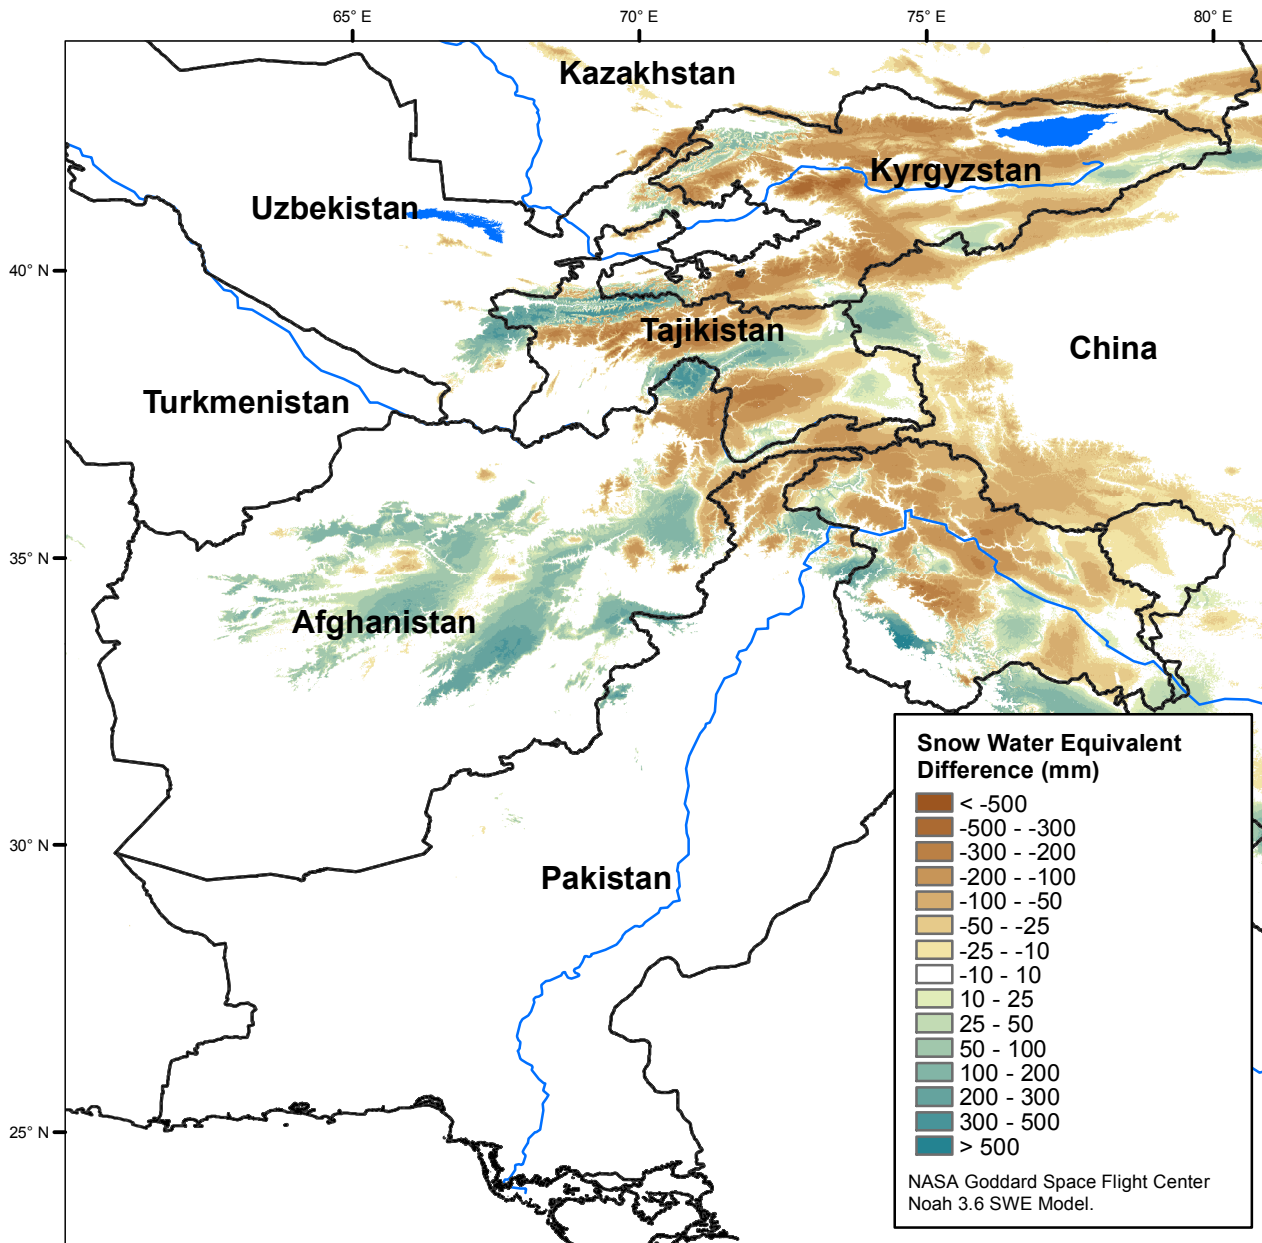 65° E
70° E
75° E
80° E
Kazakhstan
Kyrgyzstan
Uzbekistan
40° N
Tajikistan
China
Turkmenistan
35° N
Afghanistan
Snow Water Equivalent
Difference (mm)
< -500
-500 - -300
-300 - -200
-200 - -100
-100 - -50
-50 - -25
-25 - -10
-10 - 10
10 - 25
25 - 50
50 - 100
100 - 200
200 - 300
300 - 500
> 500
NASA Goddard Space Flight Center
Noah 3.6 SWE Model.
30° N
Pakistan
25° N